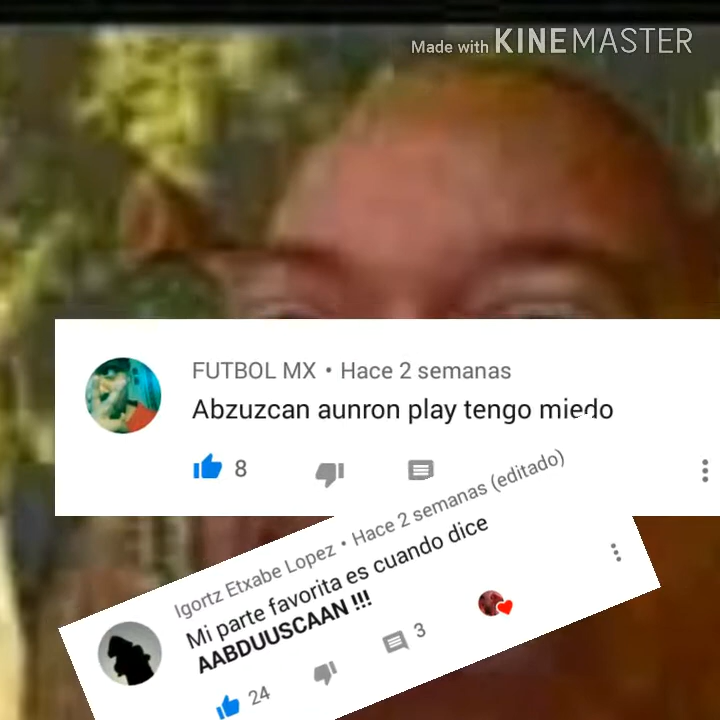 Made with KINEMASTER
FUTBOL MX • Hace 2 semanas
Abzuzcan aunron play tengo miedo
8
Igortz Etxabe Lopez • Hace 2 semanas (editado)
Mi parte favorita es cuando dice
AABDUUSCAAN !!!
24
3